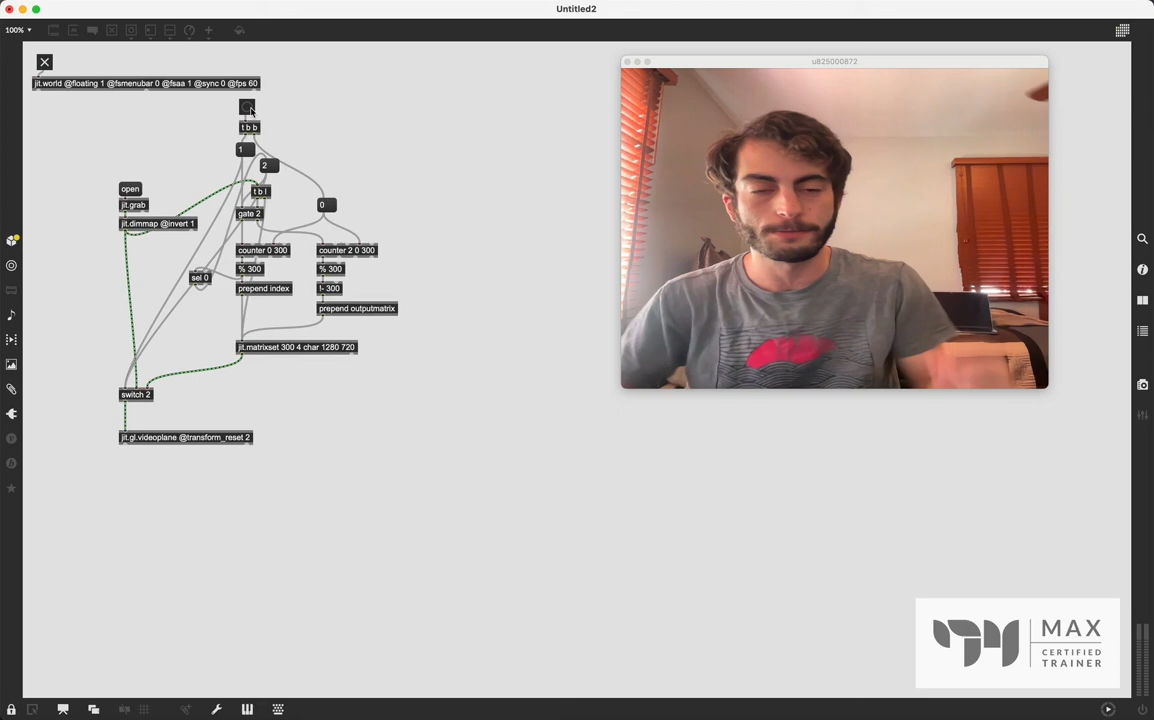 Untitled2
100%
jit.world @floating 1 @fsmenubar 0 @fsaa 1 @sync 0 @fps 60
u825000872
t b b
1
2
open
t b l
jit.grab
0
gate 2
jit.dimmap @invert 1
counter 0 300
counter 2 0 300
% 300
% 300
sel 0
prepend index
!- 300
prepend outputmatrix
jit.matrixset 300 4 char 1280 720
switch 2
jit.gl.videoplane @transform_reset 2
MAX
CERTIFIED
TRAINER